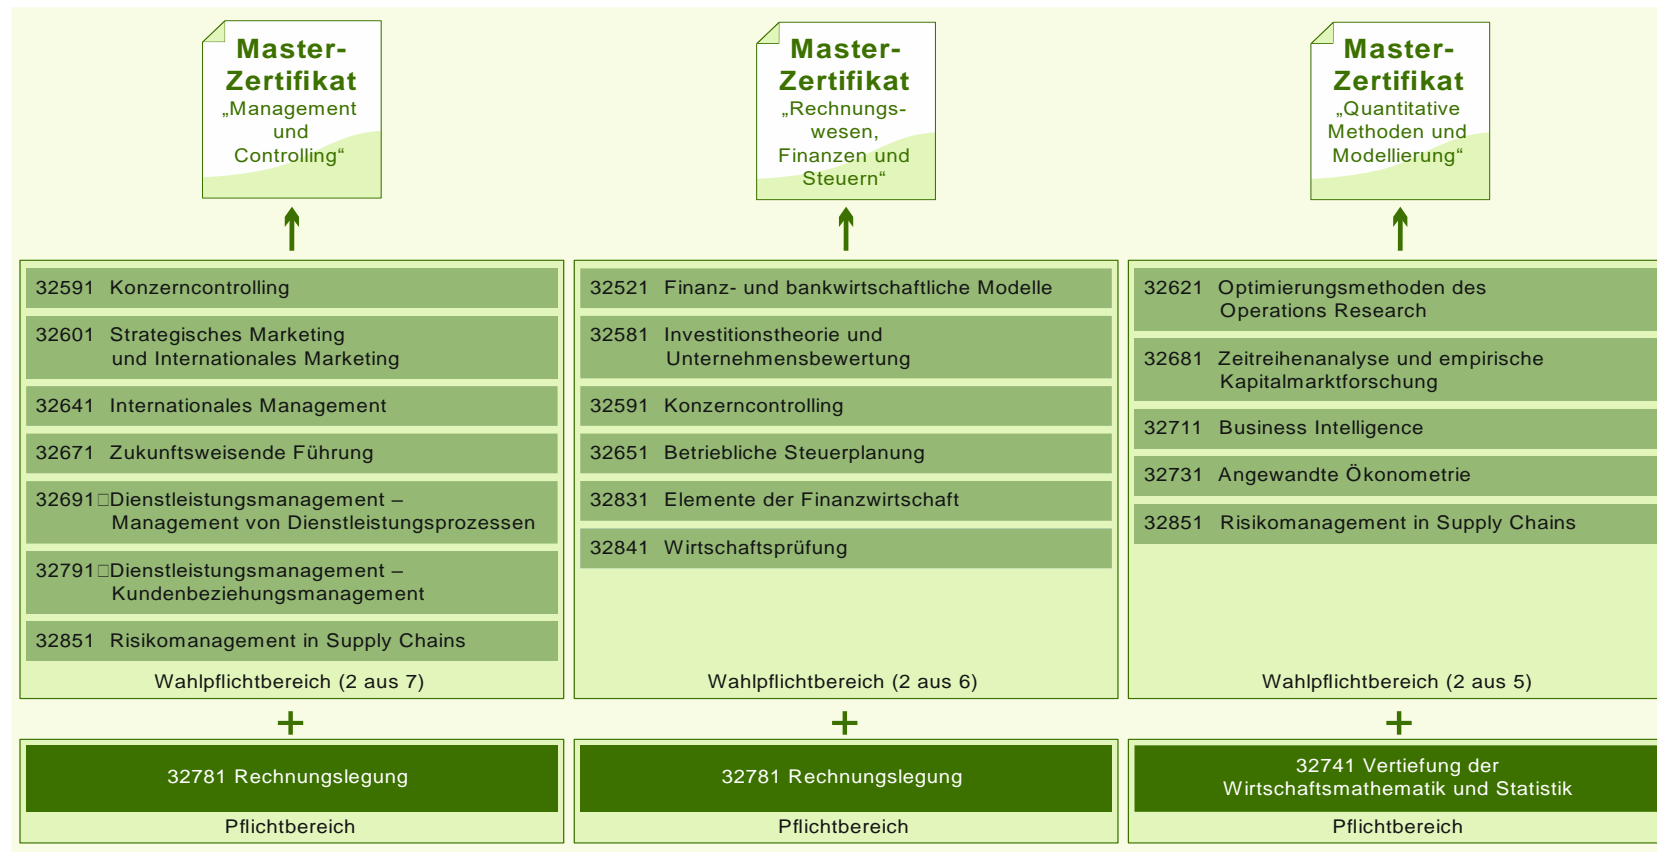 Master-
Zertifikat
„Management
und
Controlling“
32591 Konzerncontrolling
32601 Strategisches Marketing
und Internationales Marketing
32641 Internationales Management
32671 Zukunftsweisende Führung
32691□Dienstleistungsmanagement –
Management von Dienstleistungsprozessen
32791□Dienstleistungsmanagement –
Kundenbeziehungsmanagement
32851 Risikomanagement in Supply Chains
Wahlpflichtbereich (2 aus 7)
+
32781 Rechnungslegung
Pflichtbereich
Master-
Zertifikat
„Rechnungs-
wesen,
Finanzen und
Steuern“
32521 Finanz- und bankwirtschaftliche Modelle
32581 Investitionstheorie und
Unternehmensbewertung
32591 Konzerncontrolling
32651 Betriebliche Steuerplanung
32831 Elemente der Finanzwirtschaft
32841 Wirtschaftsprüfung
Wahlpflichtbereich (2 aus 6)
+
32781 Rechnungslegung
Pflichtbereich
Master-
Zertifikat
„Quantitative
Methoden und
Modellierung“
32621 Optimierungsmethoden des
Operations Research
32681 Zeitreihenanalyse und empirische
Kapitalmarktforschung
32711 Business Intelligence
32731 Angewandte Ökonometrie
32851 Risikomanagement in Supply Chains
Wahlpflichtbereich (2 aus 5)
+
32741 Vertiefung der
Wirtschaftsmathematik und Statistik
Pflichtbereich